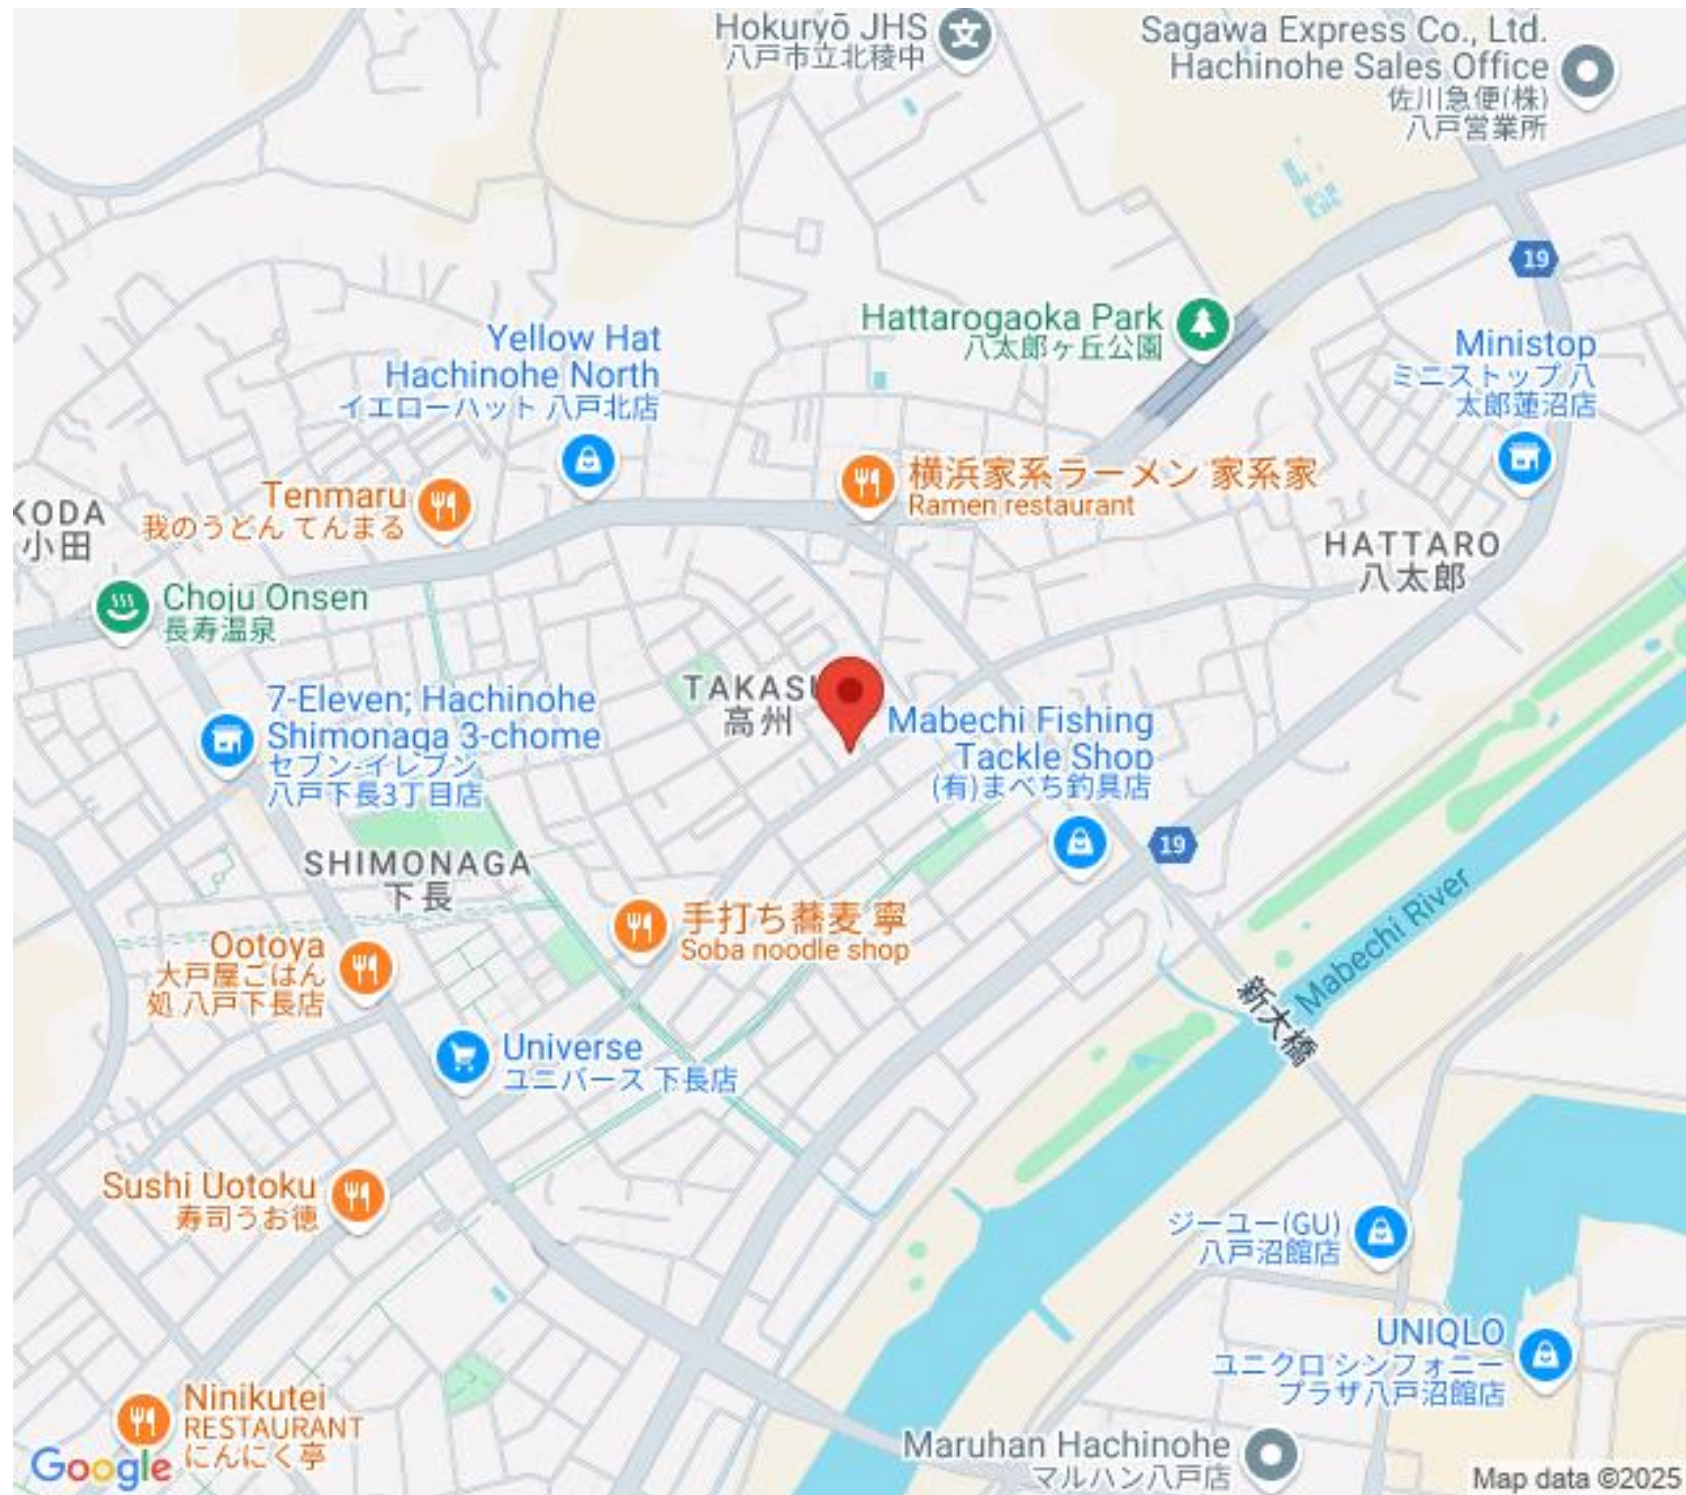 Hokuryō JHS
八戸市立北稜中
Sagawa Express Co., Ltd.
Hachinohe Sales Office
佐川急便(株)
八戸営業所
19
Hattarogaoka Park
八太郎ヶ丘公園
Yellow Hat
Hachinohe North
イエローハット 八戸北店
Ministop
ミニストップ 八
太郎蓮沼店
横浜家系ラーメン 家系家
Ramen restaurant
Tenmaru
我のうどん てんまる
KODA
小田
HATTARO
八太郎
Choju Onsen
長寿温泉
TAKASU
高州
7-Eleven; Hachinohe
Shimonaga 3-chome
セブン-イレブン
八戸下長3丁目店
Mabechi Fishing
Tackle Shop
(有)まべち釣具店
19
SHIMONAGA
下長
手打ち蕎麦 寧
Soba noodle shop
Mabechi River
Ootoya
大戸屋ごはん
処 八戸下長店
新大橋
Universe
ユニバース 下長店
Sushi Uotoku
寿司うお徳
ジーユー(GU)
八戸沼館店
UNIQLO
ユニクロ シンフォニー
プラザ八戸沼館店
Ninikutei
RESTAURANT
にんにく亭
Maruhan Hachinohe
マルハン八戸店
Google
Map data ©2025